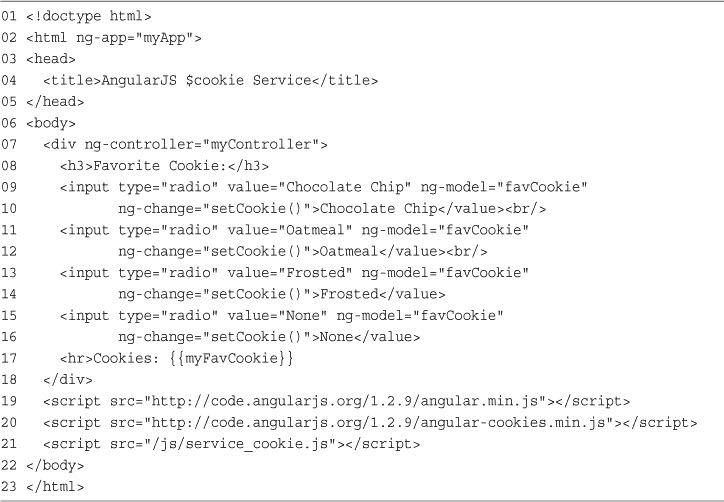 01 <!doctype html>
02 <html ng-app="myApp">
03 <head>
04   <title>AngularJS $cookie Service</title>
05 </head>
06 <body>
07   <div ng-controller="myController">
08     <h3>Favorite Cookie:</h3>
09     <input type="radio" value="Chocolate Chip" ng-model="favCookie"
10            ng-change="setCookie()">Chocolate Chip</value><br/>
11     <input type="radio" value="Oatmeal" ng-model="favCookie"
12            ng-change="setCookie()">Oatmeal</value><br/>
13     <input type="radio" value="Frosted" ng-model="favCookie"
14            ng-change="setCookie()">Frosted</value>
15     <input type="radio" value="None" ng-model="favCookie"
16            ng-change="setCookie()">None</value>
17     <hr>Cookies: {{myFavCookie}}
18   </div>
19   <script src="http://code.angularjs.org/1.2.9/angular.min.js"></script>
20   <script src="http://code.angularjs.org/1.2.9/angular-cookies.min.js"></script>
21   <script src="/js/service_cookie.js"></script>
22 </body>
23 </html>